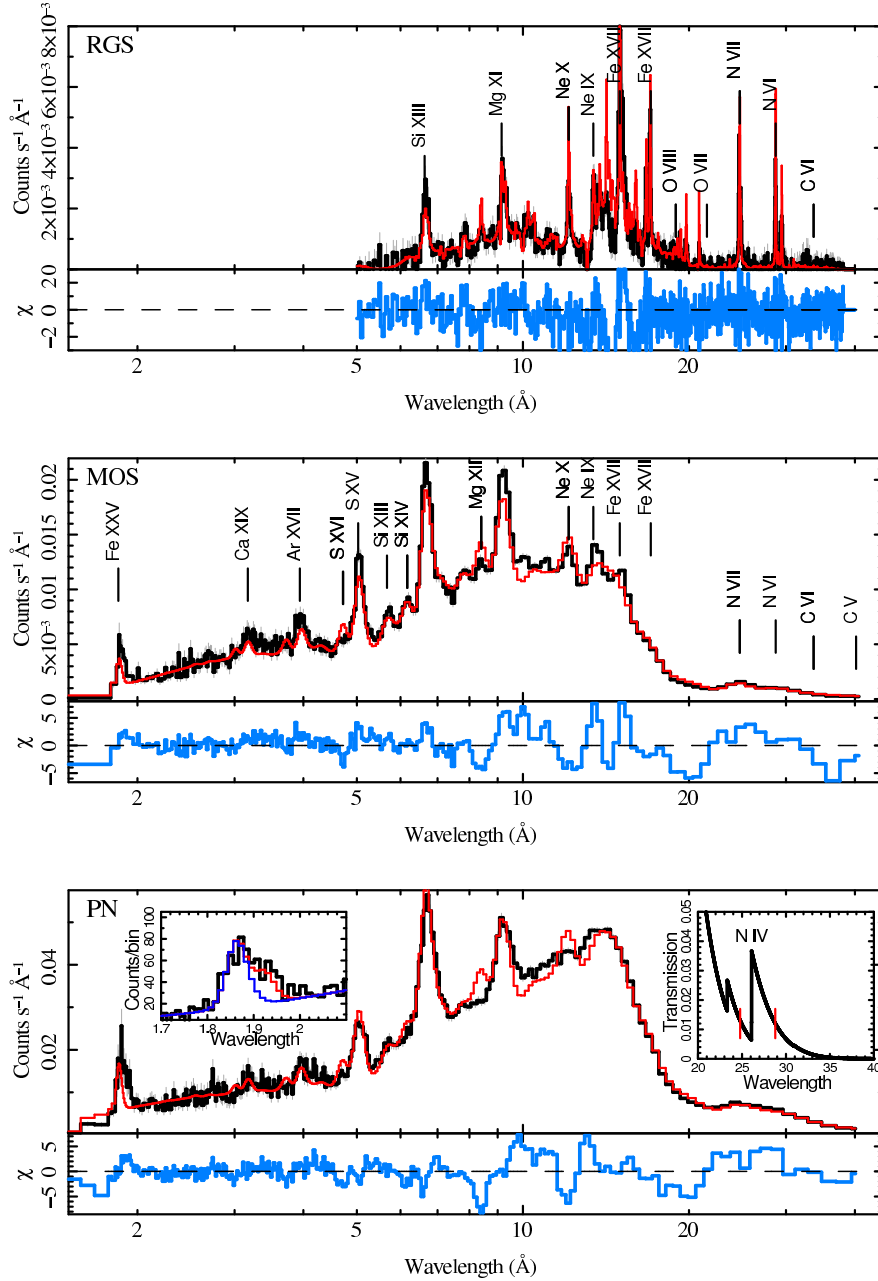 RGS
Counts s⁻¹ Å⁻¹
0 2×10⁻³ 4×10⁻³ 6×10⁻³ 8×10⁻³
Si XIII
Mg XI
Ne X
Ne IX
Fe XVII
Fe XVII
O VIII
O VII
N VII
N VI
C VI
χ
−2 0 2
2 5 10 20
Wavelength (Å)
MOS
Counts s⁻¹ Å⁻¹
0 5×10⁻³ 0.01 0.015 0.02
Fe XXV
Ca XIX
Ar XVII
S XVI
S XV
Si XIII
Si XIV
Mg XII
Ne X
Ne IX
Fe XVII
Fe XVII
N VII
N VI
C VI
C V
χ
−5 0 5
2 5 10 20
Wavelength (Å)
PN
Counts s⁻¹ Å⁻¹
0.02 0.04
Counts/bin
20 40 60 80 100
1.7 1.8 1.9 2
Wavelength
N IV
Transmission
0 0.01 0.02 0.03 0.04 0.05
20 25 30 35 40
Wavelength
χ
−5 0 5
2 5 10 20
Wavelength (Å)